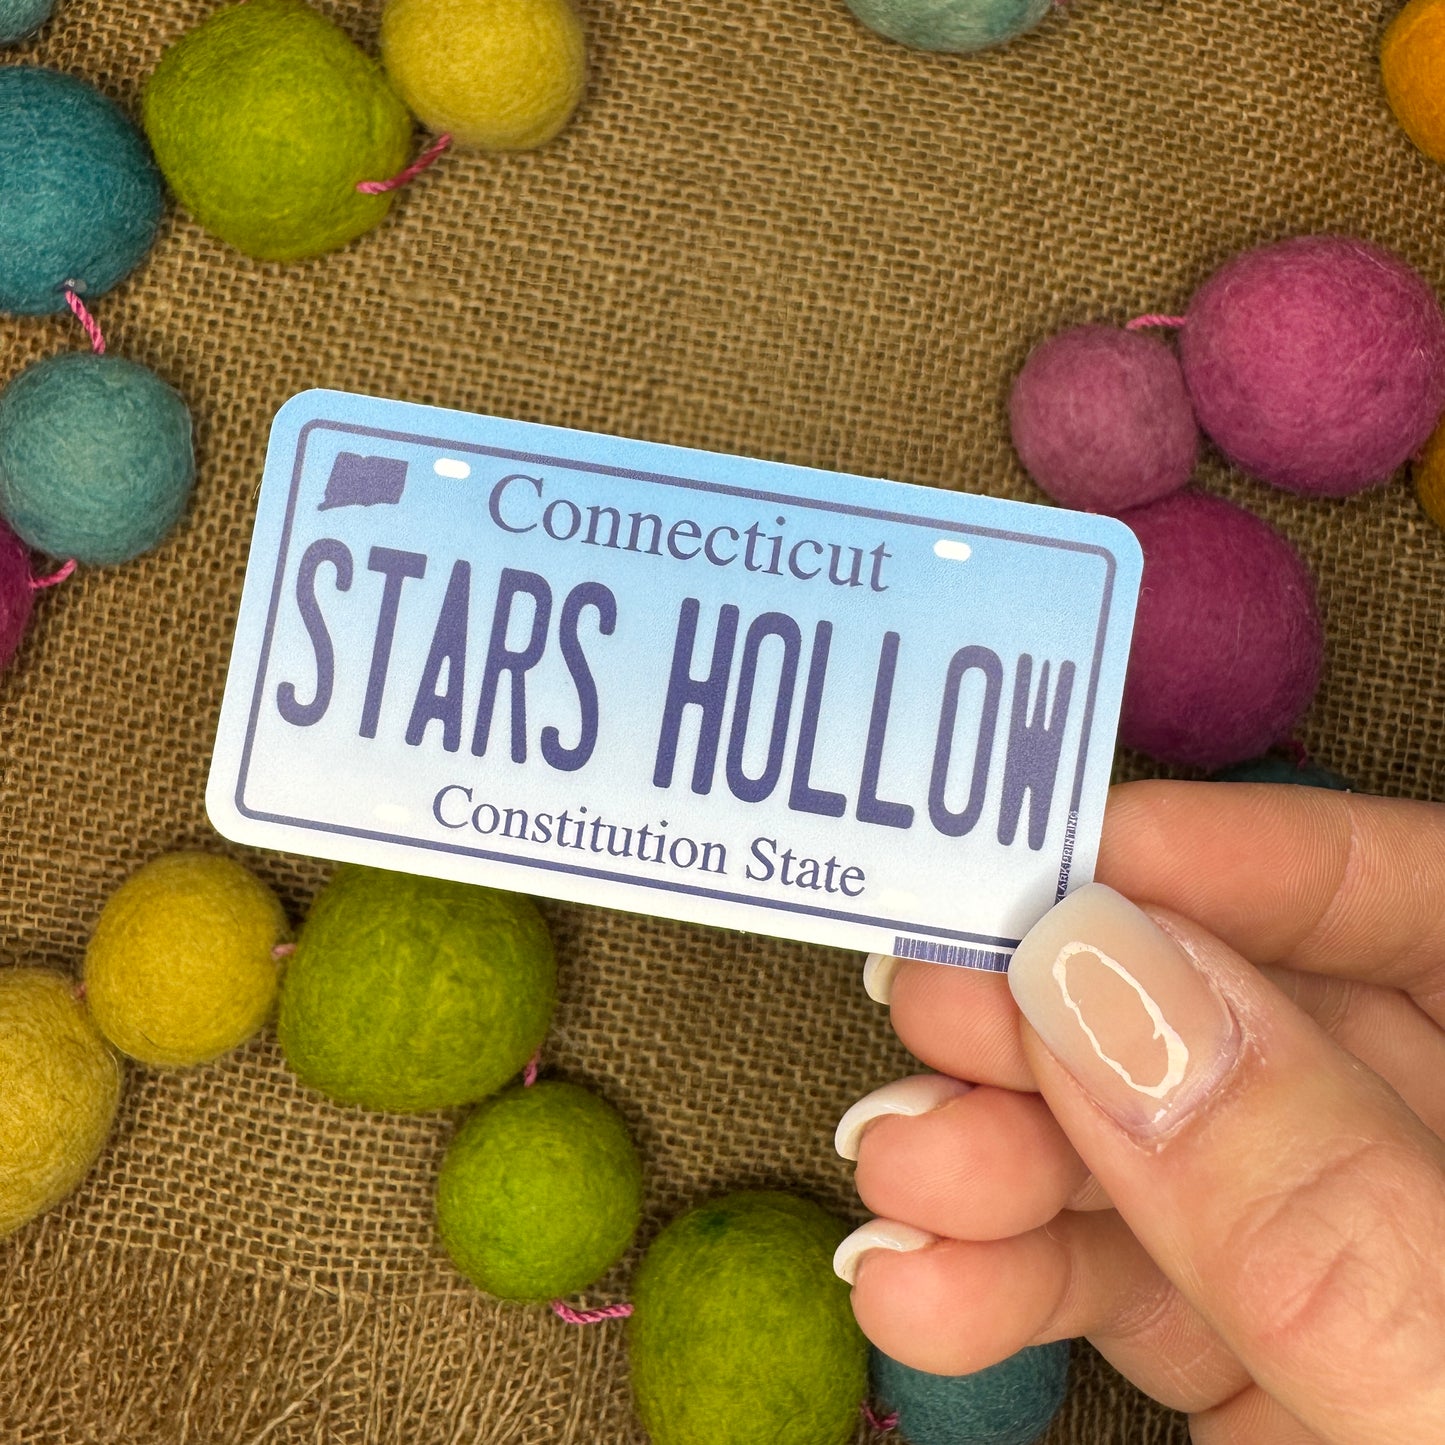 Connecticut
STARS HOLLOW
Constitution State